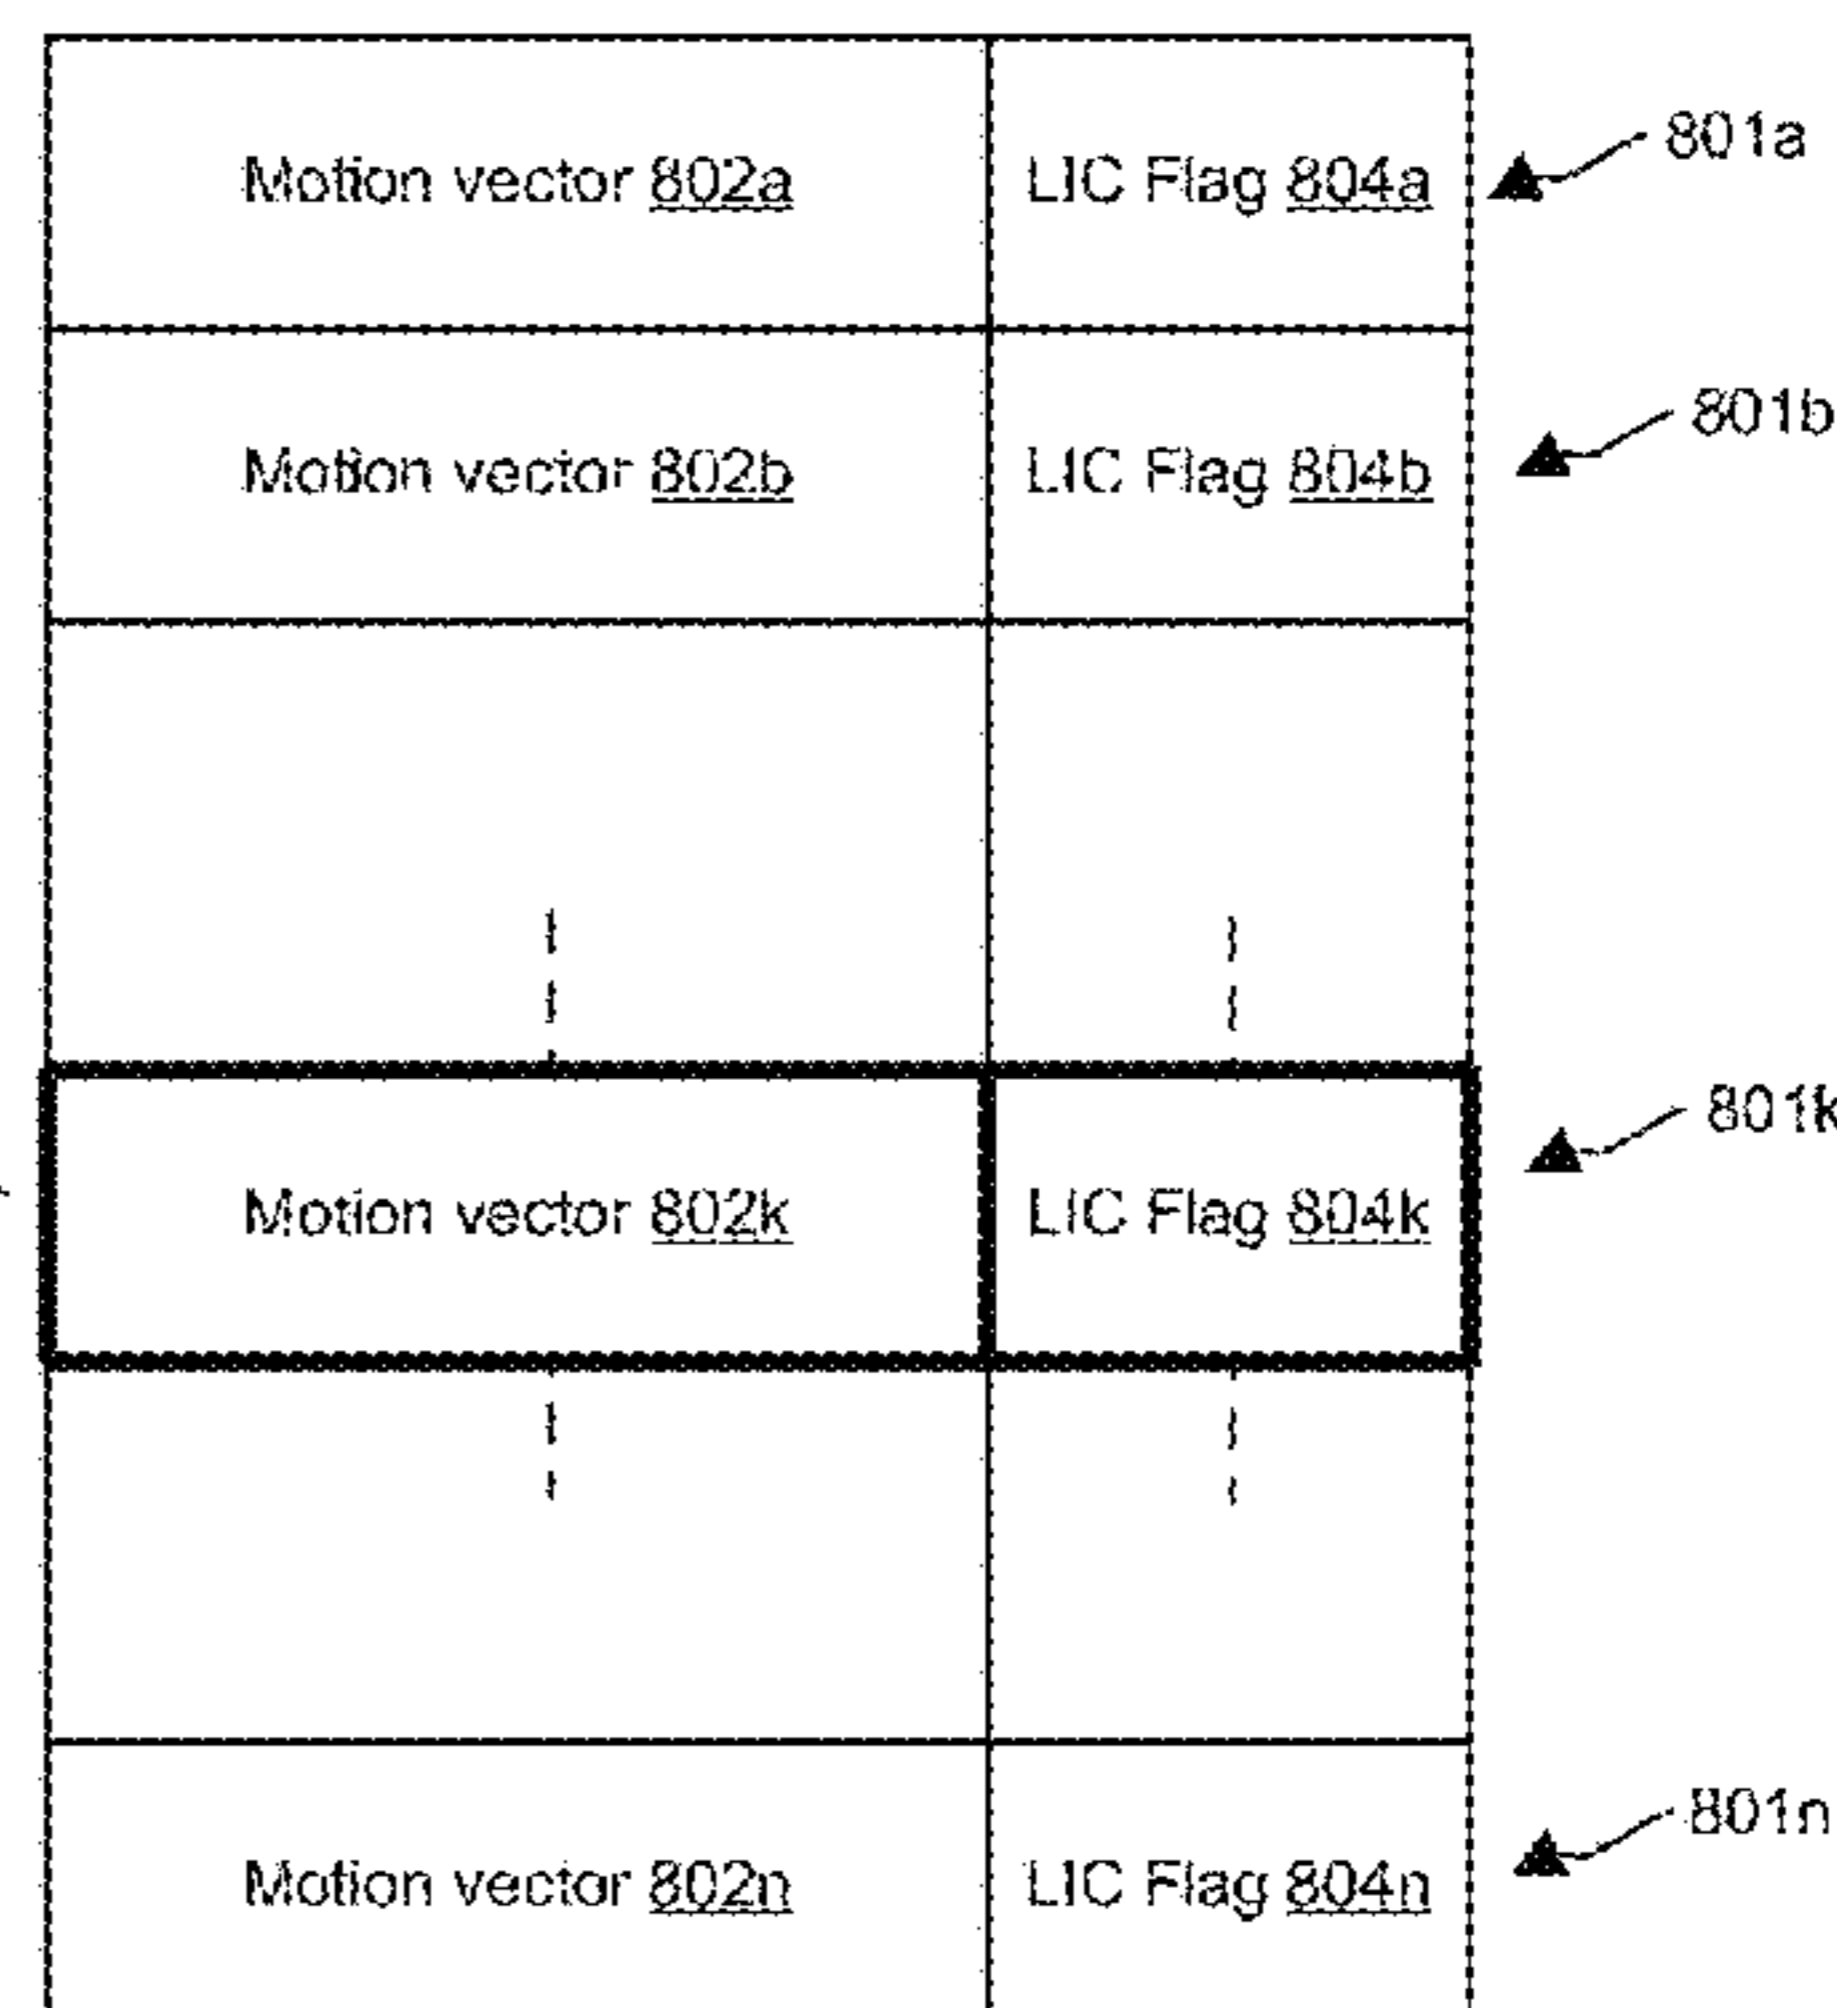 Motion vector 802a LIC Flag 804a 801a
Motion vector 802b LIC Flag 804b 801b
Motion vector 802k LIC Flag 804k 801k
Motion vector 802n LIC Flag 804n 801n